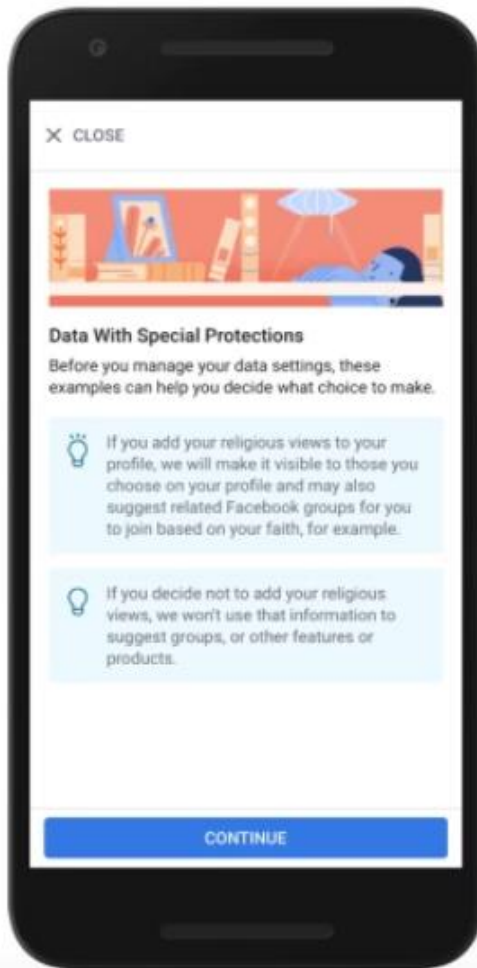 CLOSE
Data With Special Protections
Before you manage your data settings, these
examples can help you decide what choice to make.
If you add your religious views to your
profile, we will make it visible to those you
choose on your profile and may also
suggest related Facebook groups for you
to join based on your faith, for example.
If you decide not to add your religious
views, we won't use that information to
suggest groups, or other features or
products.
CONTINUE